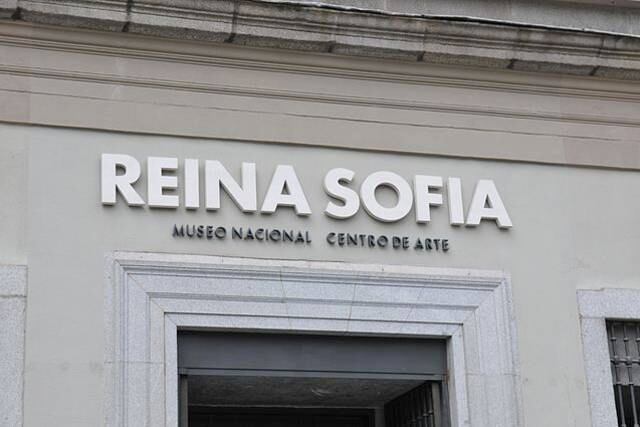 REINA SOFIA
MUSEO NACIONAL CENTRO DE ARTE